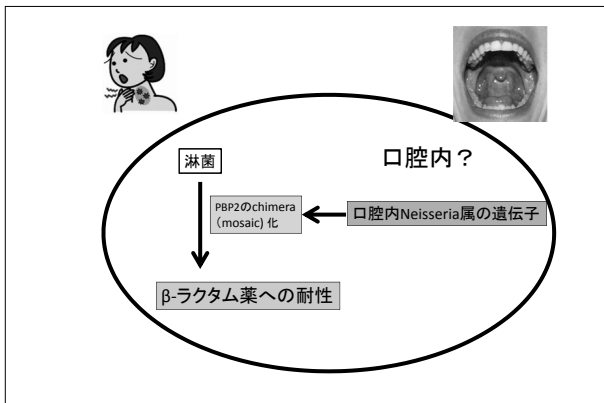 口腔内？
淋菌
PBP2のchimera
（mosaic) 化
口腔内Neisseria属の遺伝子
β-ラクタム薬への耐性